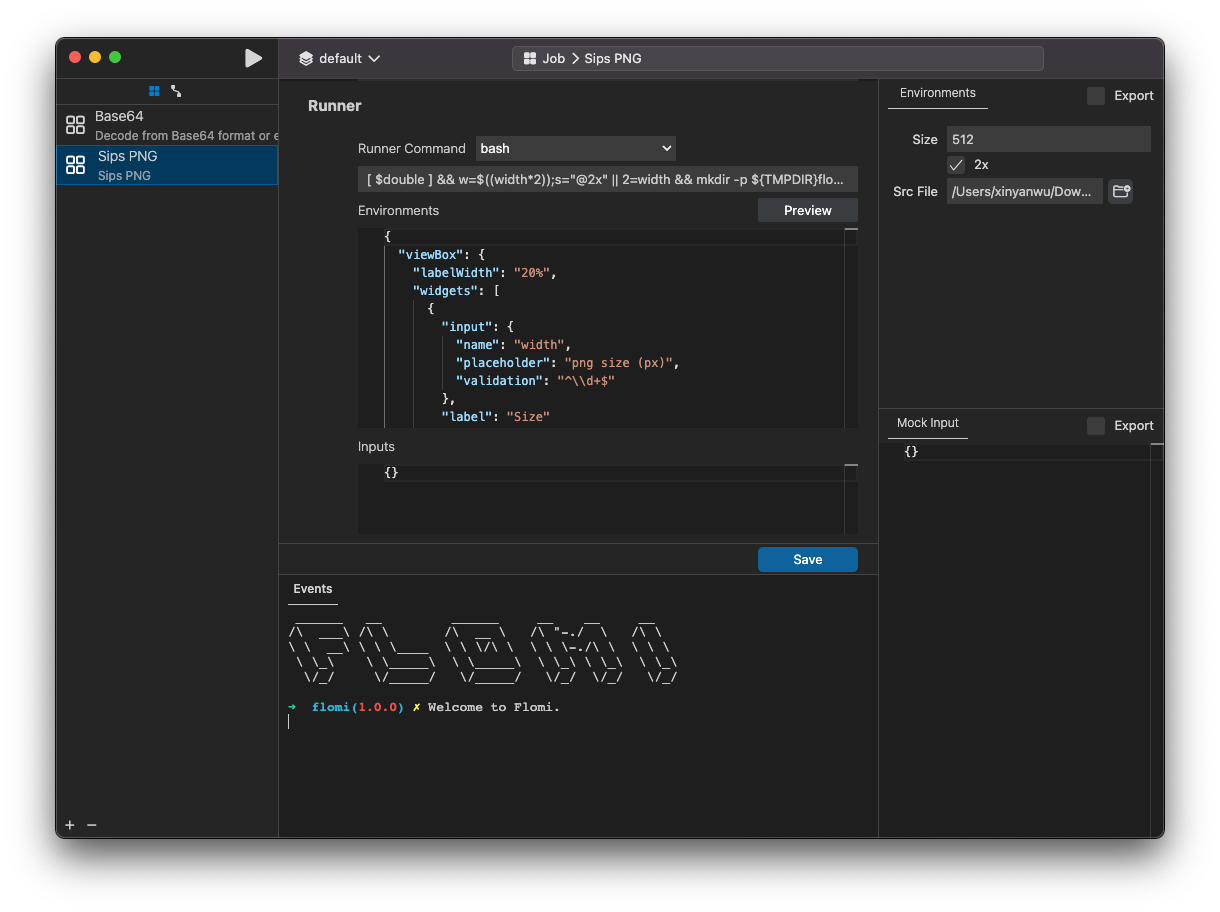 default
Job > Sips PNG
Base64
Decode from Base64 format or e
Sips PNG
Sips PNG
Runner
Runner Command bash
[ $double ] && w=$((width*2));s="@2x" || 2=width && mkdir -p ${TMPDIR}flo...
Environments
Preview
{
"viewBox": {
"labelWidth": "20%",
"widgets": [
{
"input": {
"name": "width",
"placeholder": "png size (px)",
"validation": "^\\d+$"
},
"label": "Size"
Inputs
{}
Save
Events
FLOMI
➜ flomi(1.0.0) ✗ Welcome to Flomi.
+ −
Environments
Export
Size 512
2x
Src File /Users/xinyanwu/Dow...
Mock Input
Export
{}